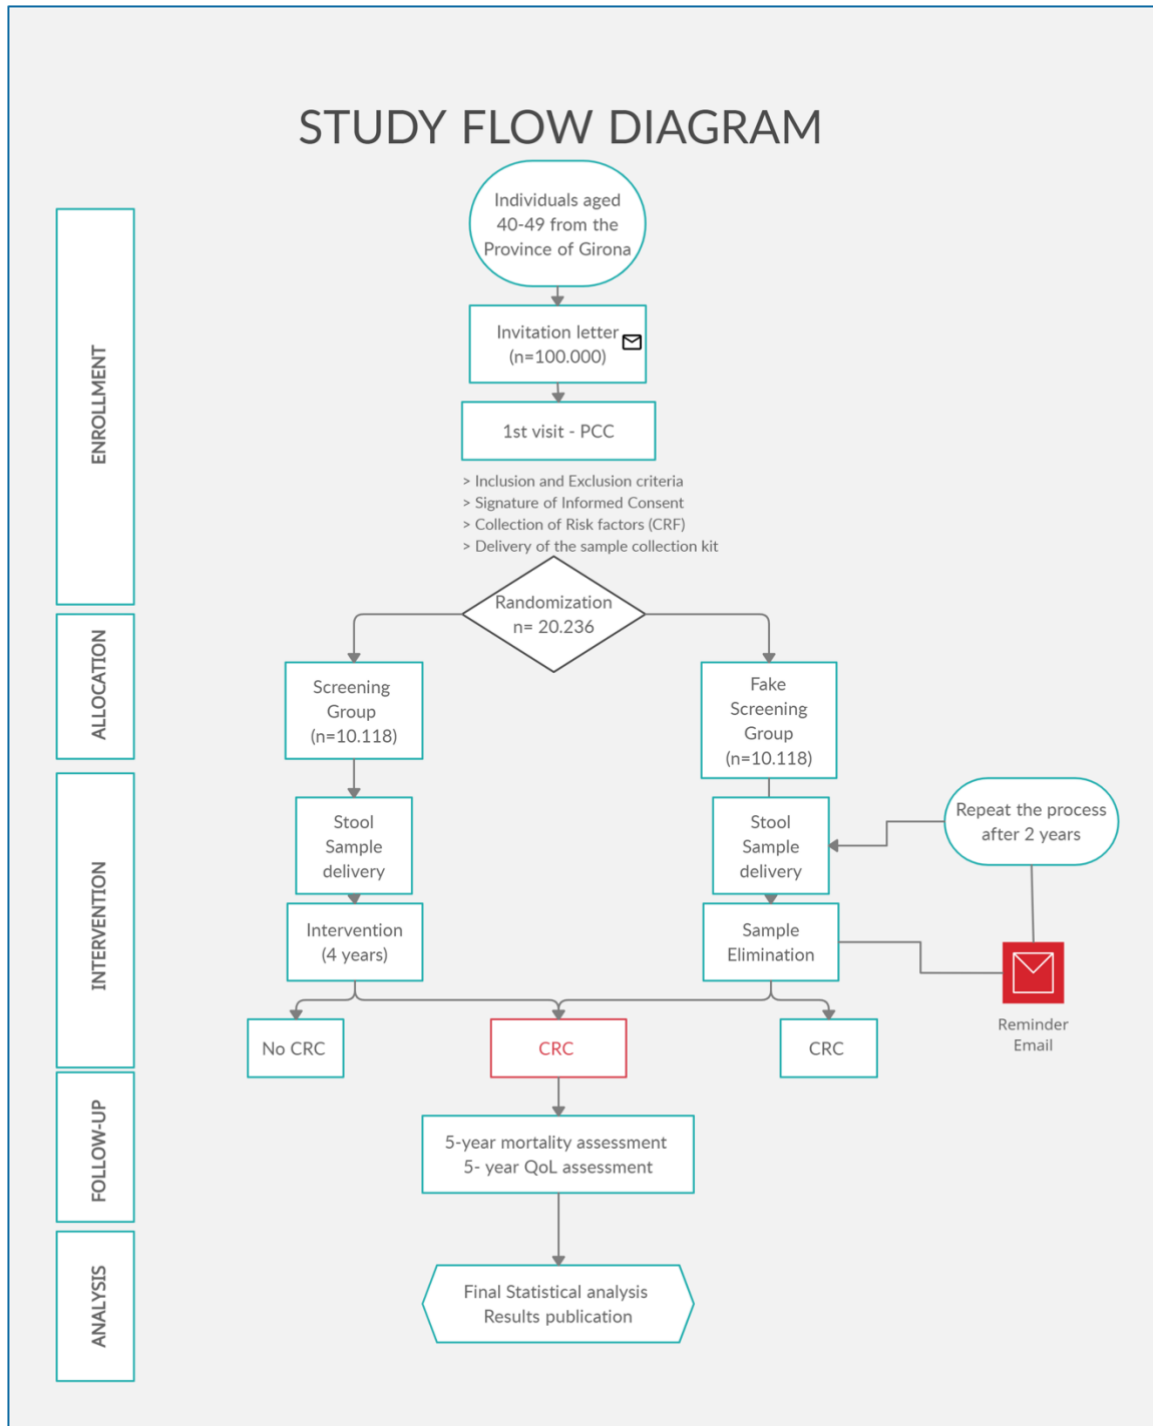 STUDY FLOW DIAGRAM
Individuals aged
40-49 from the
Province of Girona
ENROLLMENT
Invitation letter
(n=100.000)
1st visit - PCC
> Inclusion and Exclusion criteria
> Signature of Informed Consent
> Collection of Risk factors (CRF)
> Delivery of the sample collection kit
Randomization
n= 20.236
ALLOCATION
Screening
Group
(n=10.118)
Fake
Screening
Group
(n=10.118)
INTERVENTION
Stool
Sample
delivery
Stool
Sample
delivery
Repeat the process
after 2 years
Intervention
(4 years)
Sample
Elimination
Reminder
Email
No CRC
CRC
CRC
FOLLOW-UP
5-year mortality assessment
5- year QoL assessment
ANALYSIS
Final Statistical analysis
Results publication